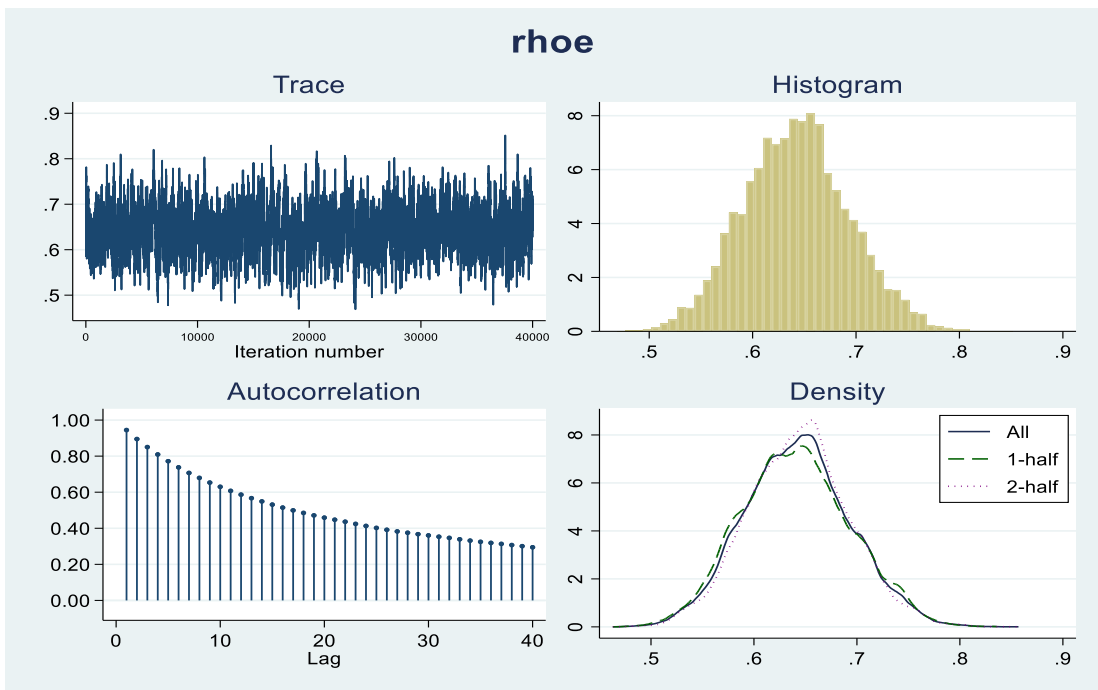 rhoe
Trace
.9
.8
.7
.6
.5
0 10000 20000 30000 40000
Iteration number
Histogram
8
6
4
2
0
.5 .6 .7 .8 .9
Autocorrelation
1.00
0.80
0.60
0.40
0.20
0.00
0 10 20 30 40
Lag
Density
8
6
4
2
0
.5 .6 .7 .8 .9
All
1-half
2-half